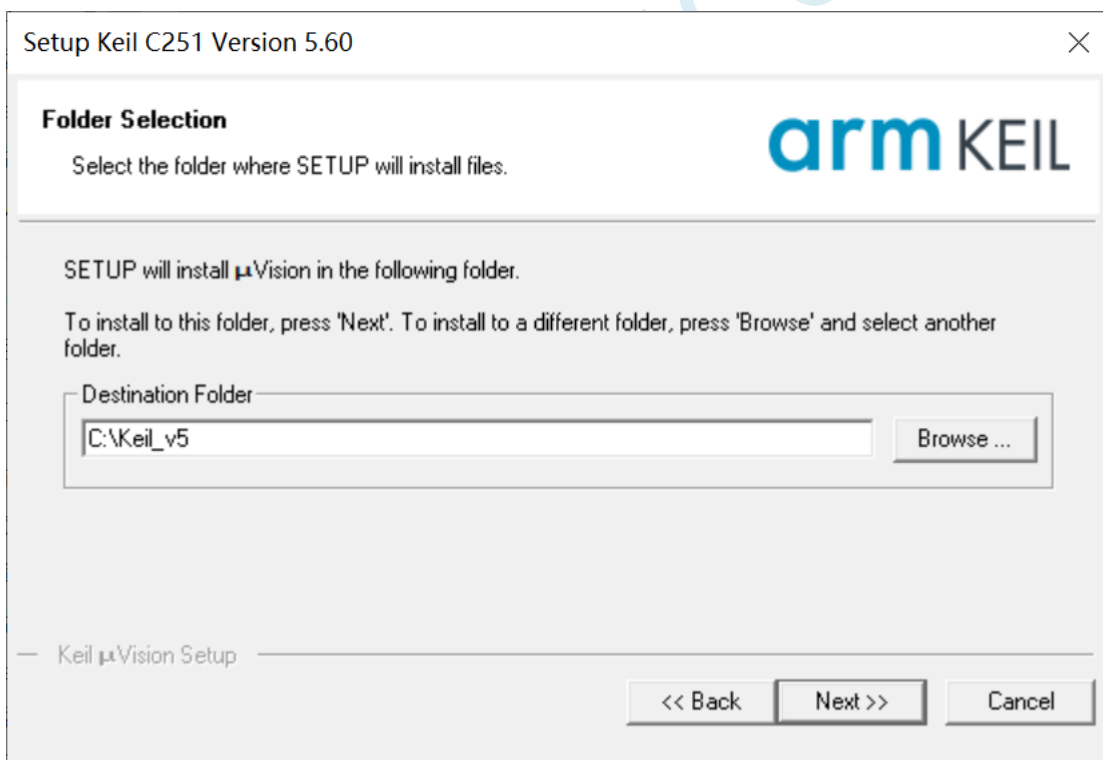 Setup Keil C251 Version 5.60
Folder Selection
Select the folder where SETUP will install files.
arm KEIL
SETUP will install µVision in the following folder.
To install to this folder, press 'Next'. To install to a different folder, press 'Browse' and select another
folder.
Destination Folder
C:\Keil_v5
Browse ...
Keil µVision Setup
<< Back
Next >>
Cancel